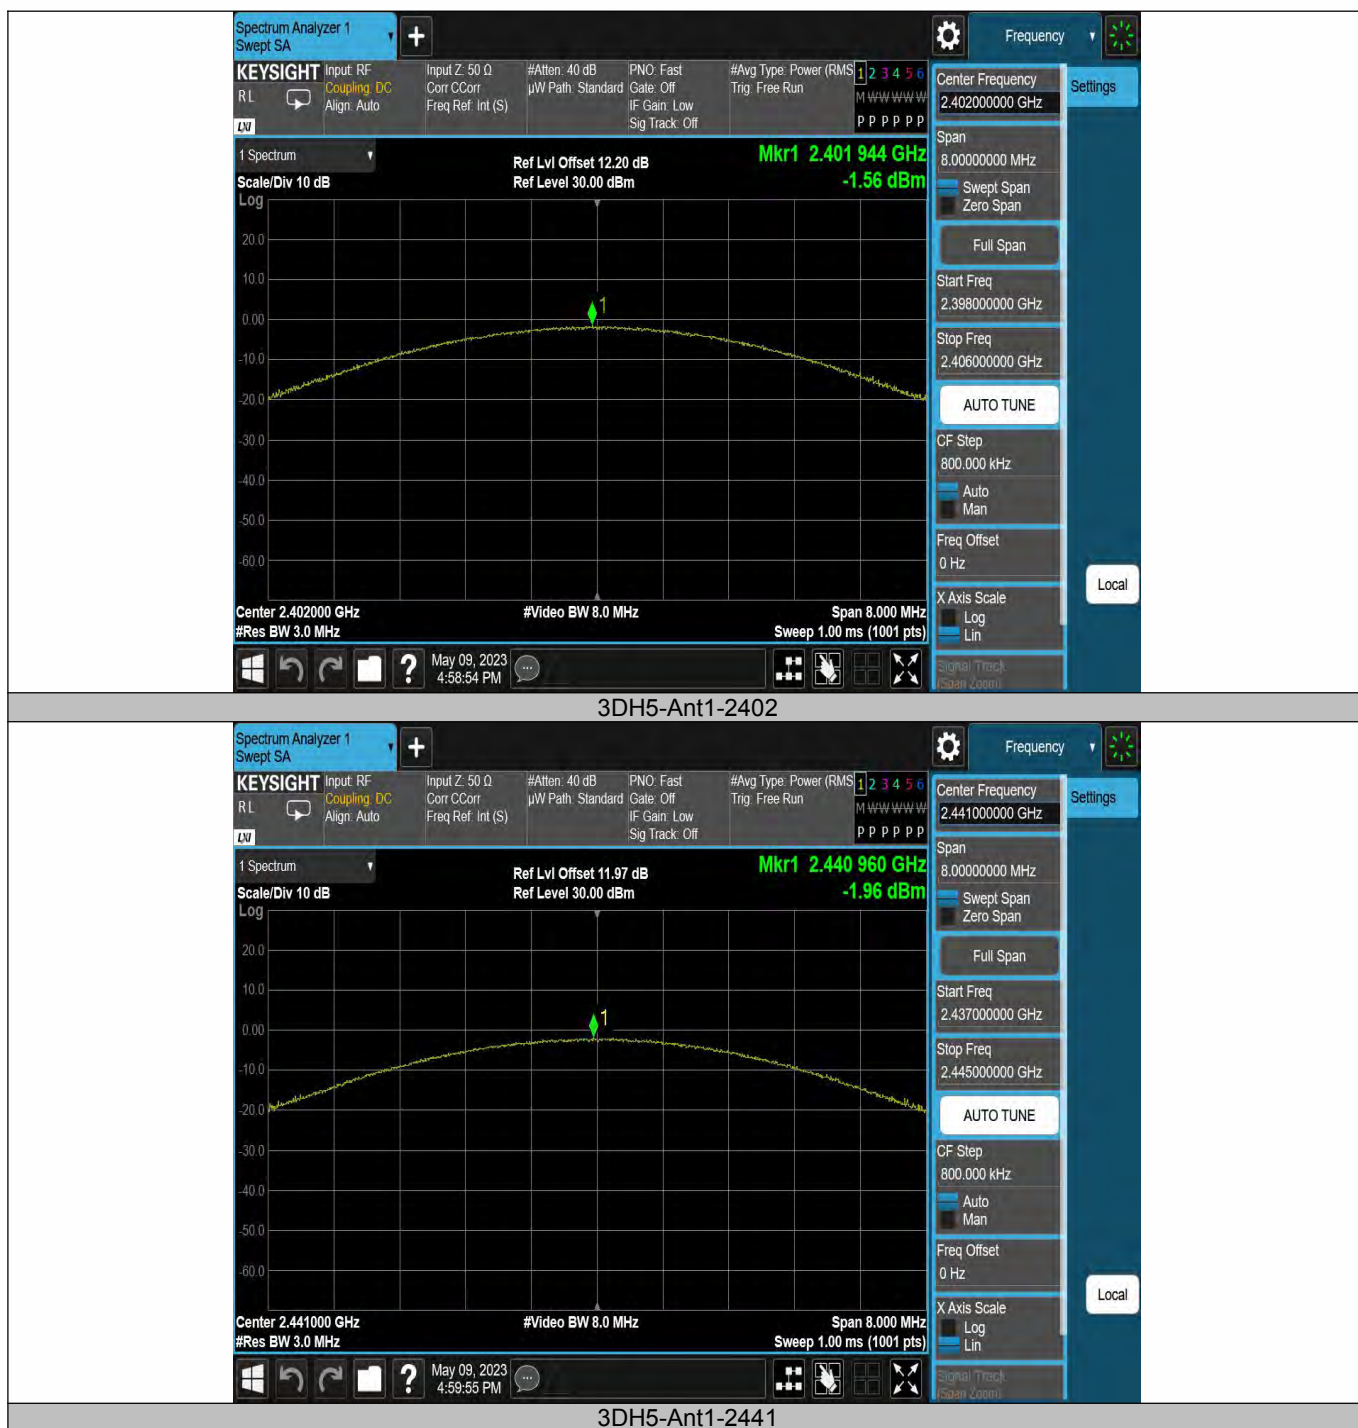 Spectrum Analyzer 1
Swept SA
Frequency
KEYSIGHT
RL
LXI
Input: RF
Coupling: DC
Align: Auto
Input Z: 50 Ω
Corr CCorr
Freq Ref: Int (S)
#Atten: 40 dB
µW Path: Standard
PNO: Fast
Gate: Off
IF Gain: Low
Sig Track: Off
#Avg Type: Power (RMS
Trig: Free Run
1 2 3 4 5 6
M W W W W W
P P P P P P
1 Spectrum
Scale/Div 10 dB
Ref Lvl Offset 12.20 dB
Ref Level 30.00 dBm
Mkr1 2.401 944 GHz
-1.56 dBm
Log
20.0
10.0
0.00
-10.0
-20.0
-30.0
-40.0
-50.0
-60.0
1
Center 2.402000 GHz
#Res BW 3.0 MHz
#Video BW 8.0 MHz
Span 8.000 MHz
Sweep 1.00 ms (1001 pts)
May 09, 2023
4:58:54 PM
Center Frequency
2.402000000 GHz
Settings
Span
8.00000000 MHz
Swept Span
Zero Span
Full Span
Start Freq
2.398000000 GHz
Stop Freq
2.406000000 GHz
AUTO TUNE
CF Step
800.000 kHz
Auto
Man
Freq Offset
0 Hz
Local
X Axis Scale
Log
Lin
Signal Track
(Span Zoom)
3DH5-Ant1-2402
Spectrum Analyzer 1
Swept SA
Frequency
KEYSIGHT
RL
LXI
Input: RF
Coupling: DC
Align: Auto
Input Z: 50 Ω
Corr CCorr
Freq Ref: Int (S)
#Atten: 40 dB
µW Path: Standard
PNO: Fast
Gate: Off
IF Gain: Low
Sig Track: Off
#Avg Type: Power (RMS
Trig: Free Run
1 2 3 4 5 6
M W W W W W
P P P P P P
1 Spectrum
Scale/Div 10 dB
Ref Lvl Offset 11.97 dB
Ref Level 30.00 dBm
Mkr1 2.440 960 GHz
-1.96 dBm
Log
20.0
10.0
0.00
-10.0
-20.0
-30.0
-40.0
-50.0
-60.0
1
Center 2.441000 GHz
#Res BW 3.0 MHz
#Video BW 8.0 MHz
Span 8.000 MHz
Sweep 1.00 ms (1001 pts)
May 09, 2023
4:59:55 PM
Center Frequency
2.441000000 GHz
Settings
Span
8.00000000 MHz
Swept Span
Zero Span
Full Span
Start Freq
2.437000000 GHz
Stop Freq
2.445000000 GHz
AUTO TUNE
CF Step
800.000 kHz
Auto
Man
Freq Offset
0 Hz
Local
X Axis Scale
Log
Lin
Signal Track
(Span Zoom)
3DH5-Ant1-2441